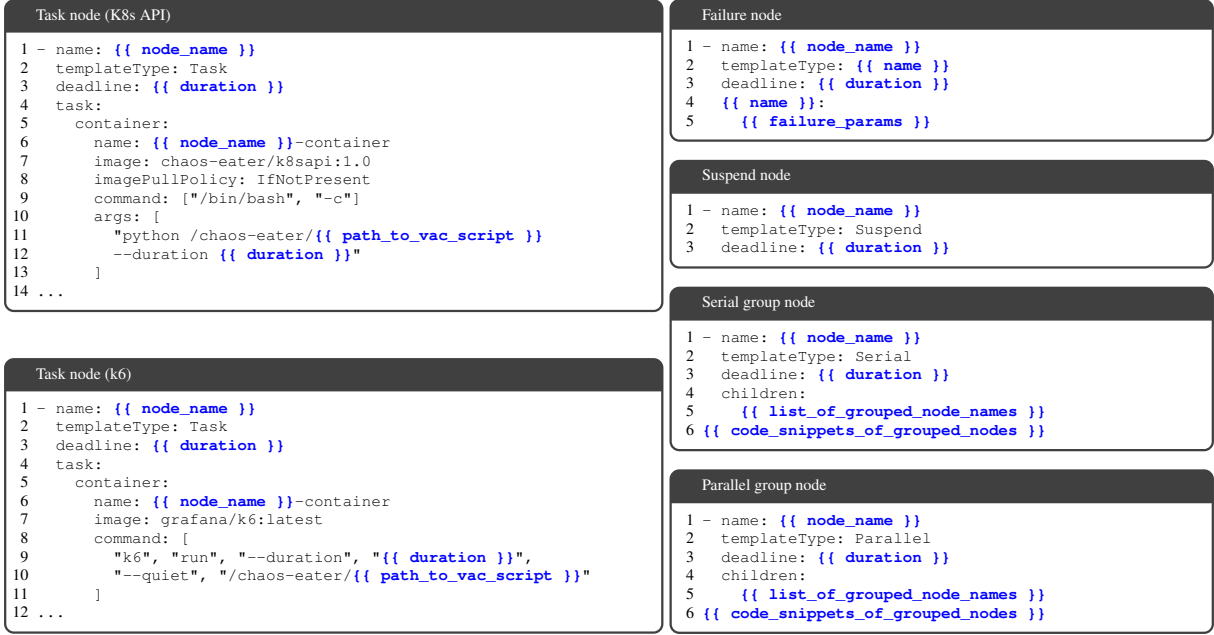 Task node (K8s API)
1 - name: {{ node_name }}
2   templateType: Task
3   deadline: {{ duration }}
4   task:
5     container:
6       name: {{ node_name }}-container
7       image: chaos-eater/k8sapi:1.0
8       imagePullPolicy: IfNotPresent
9       command: ["/bin/bash", "-c"]
10       args: [
11         "python /chaos-eater/{{ path_to_vac_script }}
12         --duration {{ duration }}"
13       ]
14 ...
Task node (k6)
1 - name: {{ node_name }}
2   templateType: Task
3   deadline: {{ duration }}
4   task:
5     container:
6       name: {{ node_name }}-container
7       image: grafana/k6:latest
8       command: [
9         "k6", "run", "--duration", "{{ duration }}",
10         "--quiet", "/chaos-eater/{{ path_to_vac_script }}"
11       ]
12 ...
Failure node
1 - name: {{ node_name }}
2   templateType: {{ name }}
3   deadline: {{ duration }}
4   {{ name }}:
5     {{ failure_params }}
Suspend node
1 - name: {{ node_name }}
2   templateType: Suspend
3   deadline: {{ duration }}
Serial group node
1 - name: {{ node_name }}
2   templateType: Serial
3   deadline: {{ duration }}
4   children:
5     {{ list_of_grouped_node_names }}
6 {{ code_snippets_of_grouped_nodes }}
Parallel group node
1 - name: {{ node_name }}
2   templateType: Parallel
3   deadline: {{ duration }}
4   children:
5     {{ list_of_grouped_node_names }}
6 {{ code_snippets_of_grouped_nodes }}